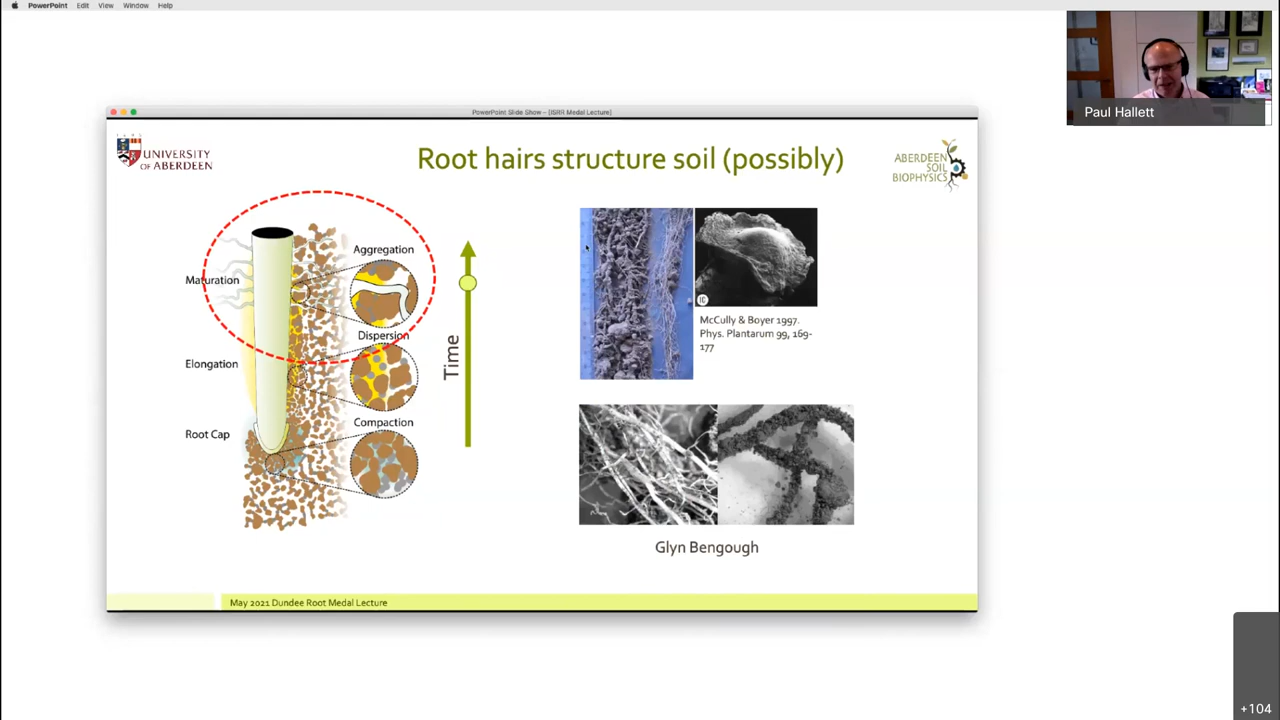 PowerPoint Edit View Window Help
PowerPoint Slide Show – [ISRR Medal Lecture]
Paul Hallett
UNIVERSITY
OF ABERDEEN
Root hairs structure soil (possibly)
ABERDEEN
SOIL
BIOPHYSICS
Aggregation
Maturation
Dispersion
Elongation
Compaction
Root Cap
Time
McCully & Boyer 1997.
Phys. Plantarum 99, 169-
177
Glyn Bengough
May 2021 Dundee Root Medal Lecture
+104